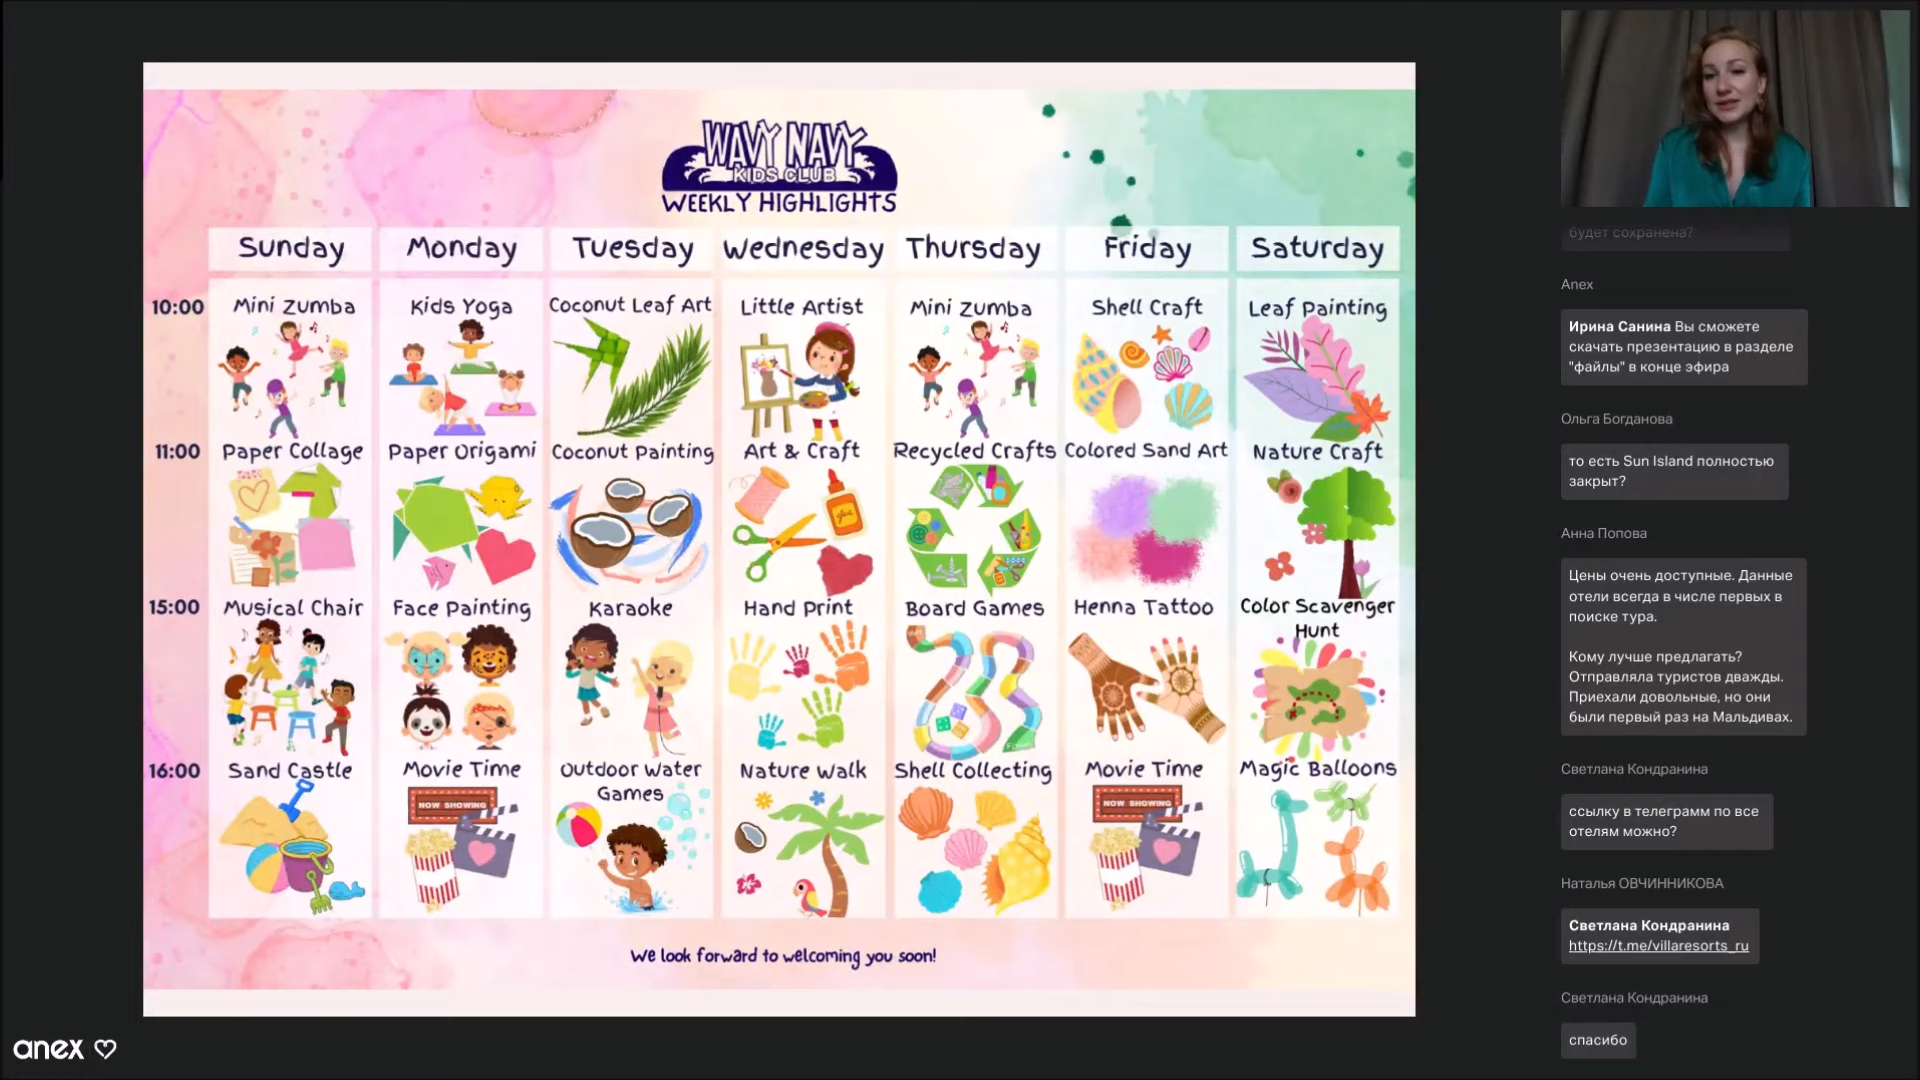 WAVY NAVY
KIDS CLUB
WEEKLY HIGHLIGHTS
Sunday Monday Tuesday Wednesday Thursday Friday Saturday
10:00 Mini Zumba Kids Yoga Coconut Leaf Art Little Artist Mini Zumba Shell Craft Leaf Painting
11:00 Paper Collage Paper Origami Coconut Painting Art & Craft Recycled Crafts Colored Sand Art Nature Craft
glue
15:00 Musical Chair Face Painting Karaoke Hand Print Board Games Henna Tattoo Color Scavenger
Hunt
16:00 Sand Castle Movie Time Outdoor Water Nature Walk Shell Collecting Movie Time Magic Balloons
Games
NOW SHOWING NOW SHOWING
We look forward to welcoming you soon!
anex
будет сохранена?
Anex
Ирина Санина Вы сможете
скачать презентацию в разделе
"файлы" в конце эфира
Ольга Богданова
то есть Sun Island полностью
закрыт?
Анна Попова
Цены очень доступные. Данные
отели всегда в числе первых в
поиске тура.
Кому лучше предлагать?
Отправляла туристов дважды.
Приехали довольные, но они
были первый раз на Мальдивах.
Светлана Кондранина
ссылку в телеграмм по все
отелям можно?
Наталья ОВЧИННИКОВА
Светлана Кондранина
https://t.me/villaresorts_ru
Светлана Кондранина
спасибо